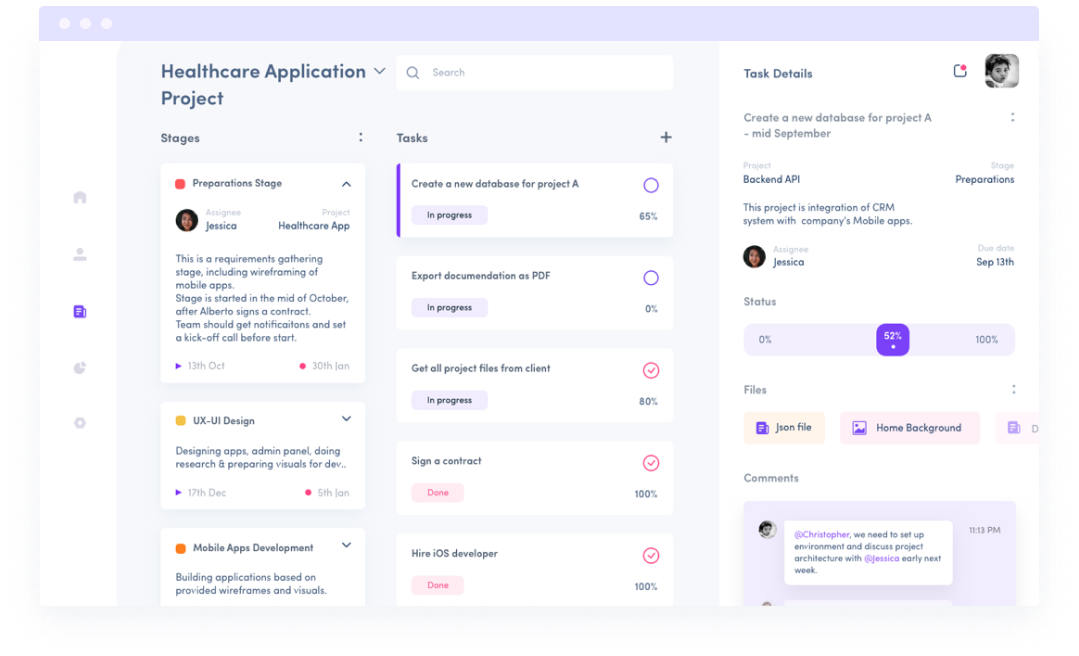 Healthcare Application
Project
Search
Stages
Preparations Stage
Assignee
Jessica
Project
Healthcare App
This is a requirements gathering
stage, including wireframing of
mobile apps.
Stage is started in the mid of October,
after Alberto signs a contract.
Team should get notificaitons and set
a kick-off call before start.
13th Oct
30th Jan
UX-UI Design
Designing apps, admin panel, doing
research & preparing visuals for dev..
17th Dec
5th Jan
Mobile Apps Development
Building applications based on
provided wireframes and visuals.
Tasks
Create a new database for project A
In progress
65%
Export documendation as PDF
In progress
0%
Get all project files from client
In progress
80%
Sign a contract
Done
100%
Hire iOS developer
Done
100%
Task Details
Create a new database for project A
- mid September
Project
Backend API
Stage
Preparations
This project is integration of CRM
system with company's Mobile apps.
Assignee
Jessica
Due date
Sep 13th
Status
0%
52%
100%
Files
Json file
Home Background
D
Comments
11:13 PM
@Christopher, we need to set up
environment and discuss project
architecture with @Jessica early next
week.